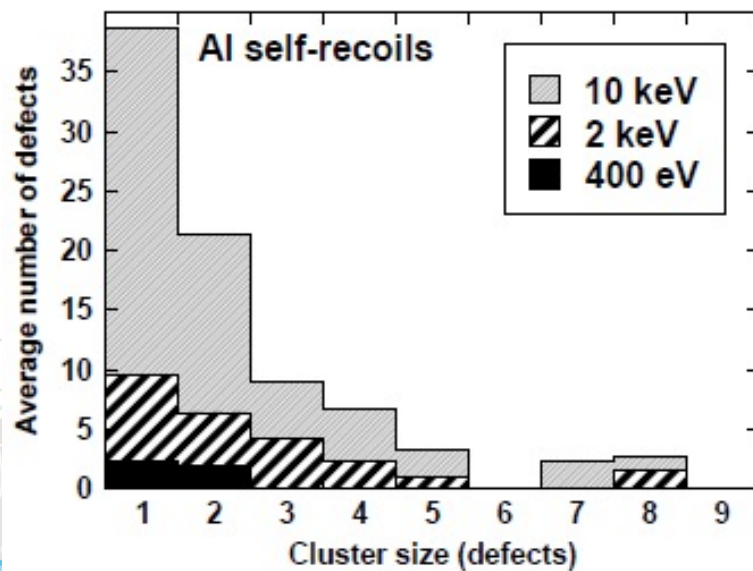 Al self-recoils
10 keV
2 keV
400 eV
Average number of defects
35
30
25
20
15
10
5
0
1 2 3 4 5 6 7 8 9
Cluster size (defects)